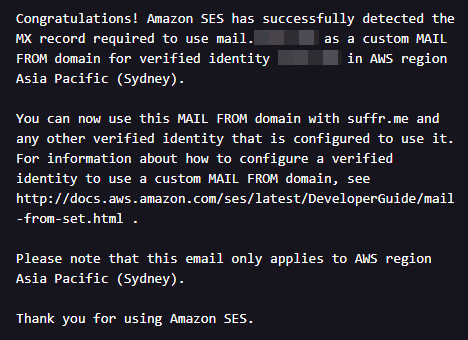 Congratulations! Amazon SES has successfully detected the
MX record required to use mail. as a custom MAIL
FROM domain for verified identity in AWS region
Asia Pacific (Sydney).
You can now use this MAIL FROM domain with suffr.me and
any other verified identity that is configured to use it.
For information about how to configure a verified
identity to use a custom MAIL FROM domain, see
http://docs.aws.amazon.com/ses/latest/DeveloperGuide/mail
-from-set.html .
Please note that this email only applies to AWS region
Asia Pacific (Sydney).
Thank you for using Amazon SES.